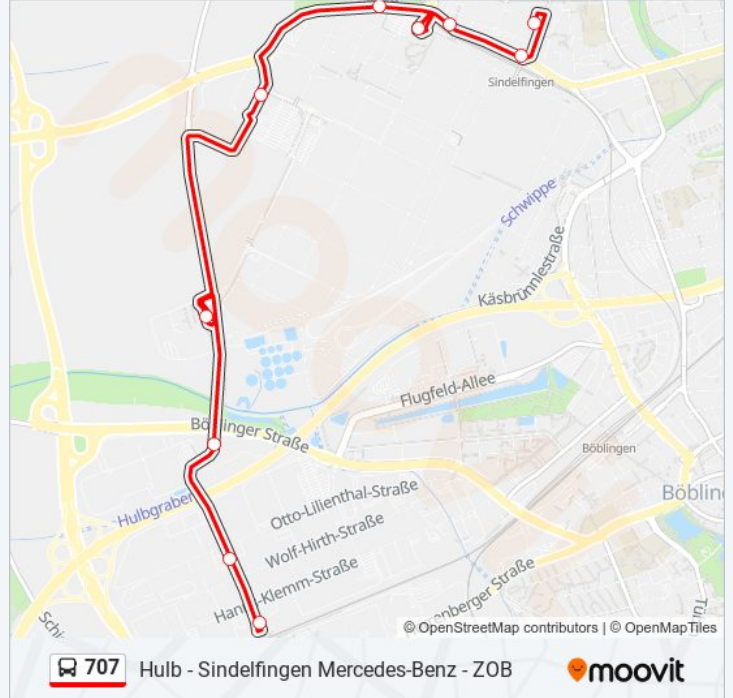 Sindelfingen
Schwippe
Käsbrünnlestraße
Flugfeld-Allee
Böblinger Straße
Böblingen
Otto-Lilienthal-Straße
Hulbgraben
Wolf-Hirth-Straße
Hanns-Klemm-Straße
© OpenStreetMap contributors | © OpenMapTiles
707 Hulb - Sindelfingen Mercedes-Benz - ZOB
moovit